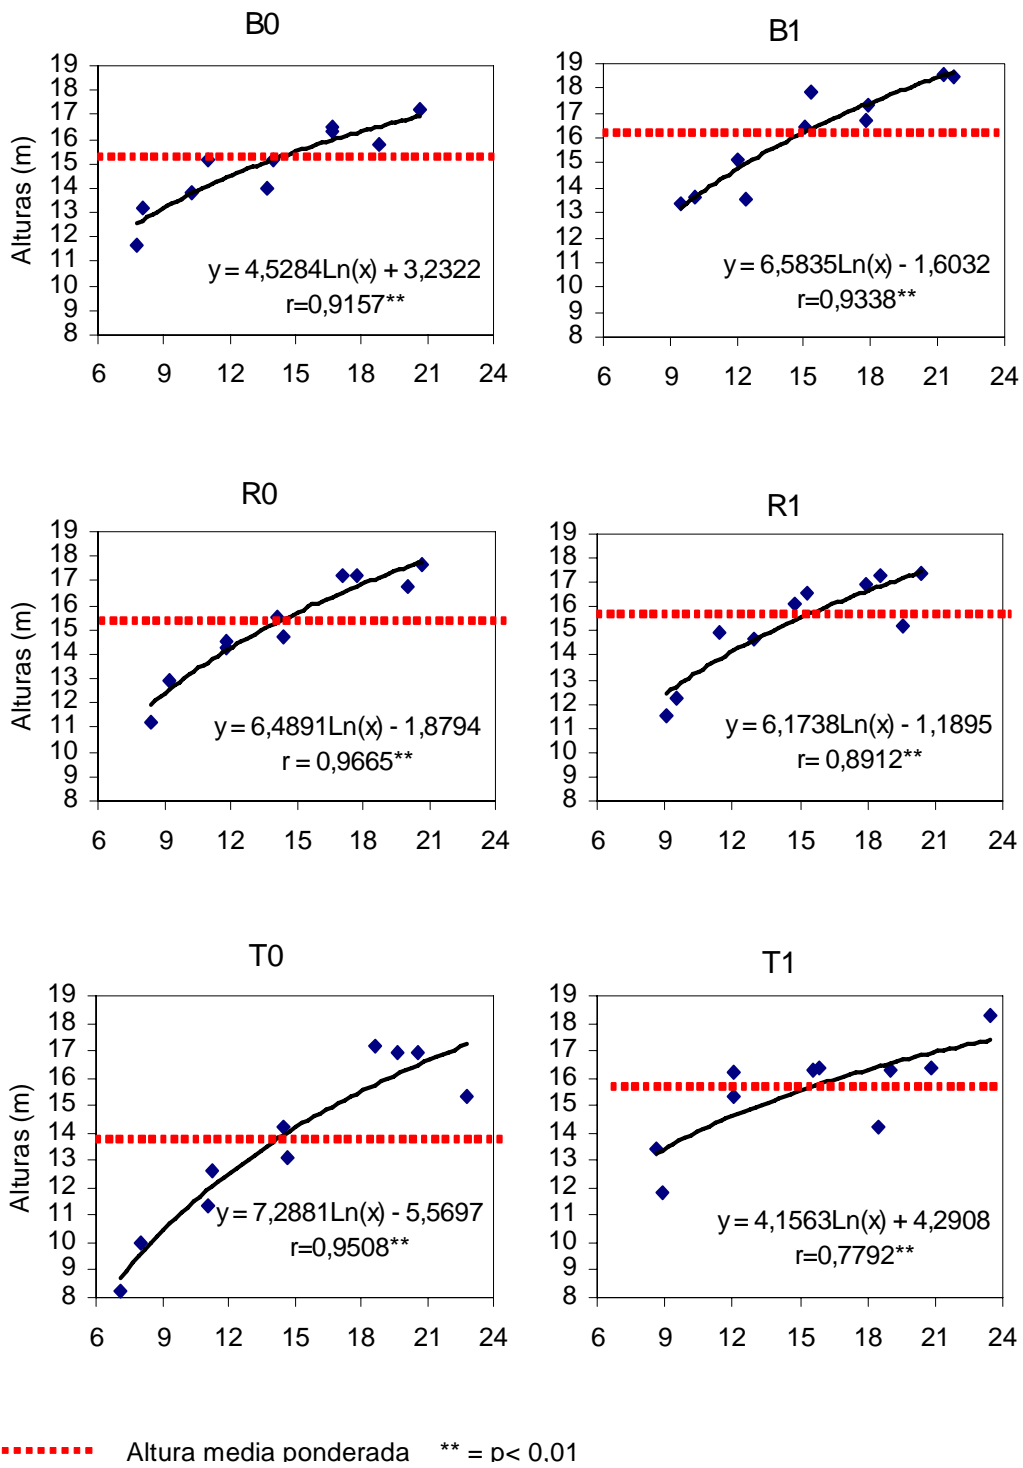 B0
B1
19
18
17
16
15
14
13
12
11
10
9
8
Alturas (m)
y = 4,5284Ln(x) + 3,2322
r=0,9157**
6 9 12 15 18 21 24
19
18
17
16
15
14
13
12
11
10
9
8
y = 6,5835Ln(x) - 1,6032
r=0,9338**
6 9 12 15 18 21 24
R0
R1
19
18
17
16
15
14
13
12
11
10
9
8
Alturas (m)
y = 6,4891Ln(x) - 1,8794
r = 0,9665**
6 9 12 15 18 21 24
19
18
17
16
15
14
13
12
11
10
9
8
y = 6,1738Ln(x) - 1,1895
r= 0,8912**
6 9 12 15 18 21 24
T0
T1
19
18
17
16
15
14
13
12
11
10
9
8
Alturas (m)
y = 7,2881Ln(x) - 5,5697
r=0,9508**
6 9 12 15 18 21 24
19
18
17
16
15
14
13
12
11
10
9
8
y = 4,1563Ln(x) + 4,2908
r=0,7792**
6 9 12 15 18 21 24
Altura media ponderada ** = p< 0,01